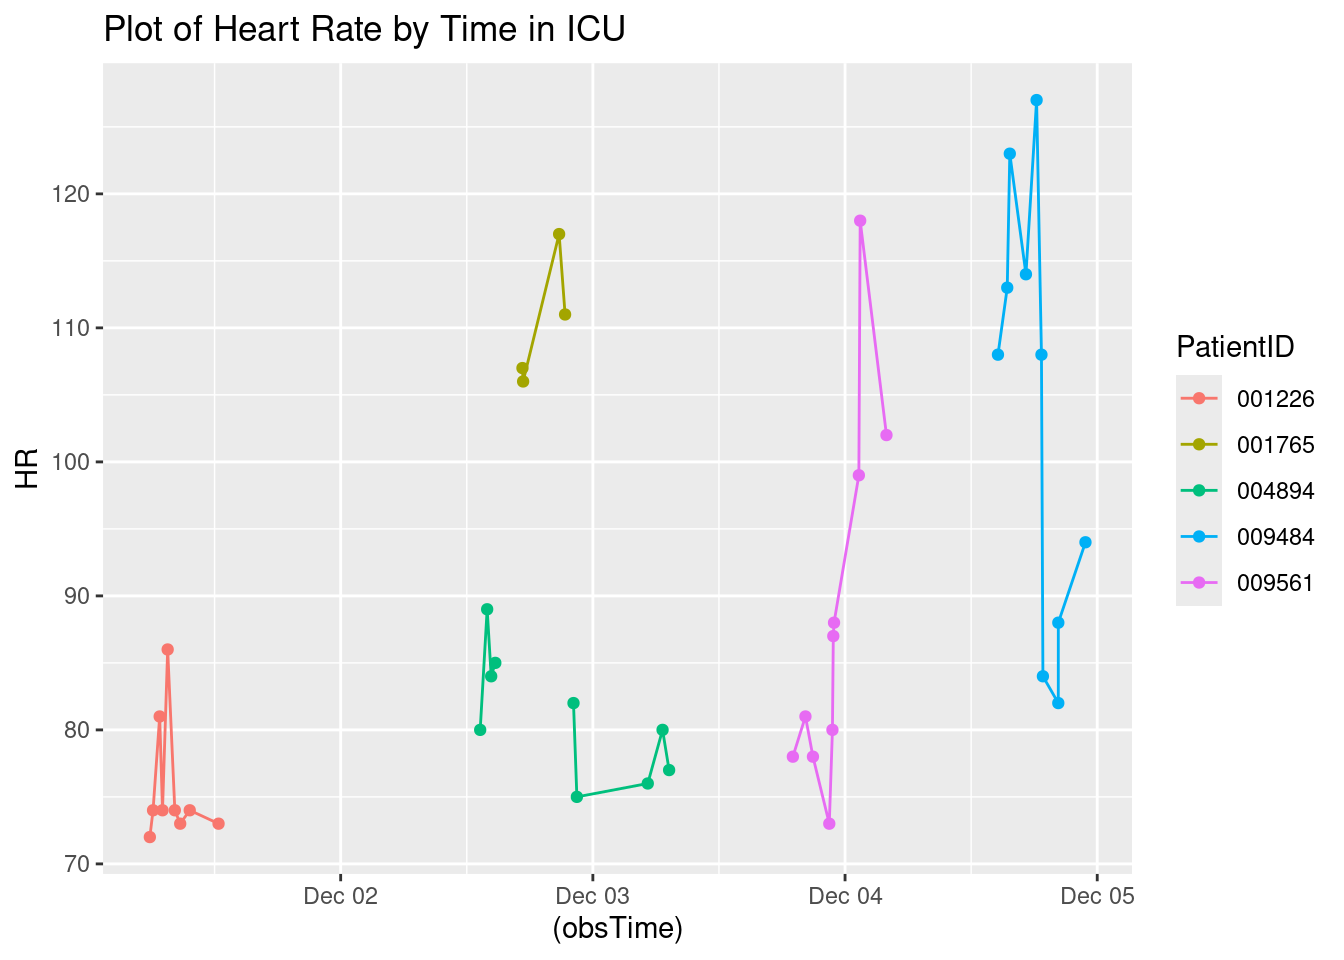 Plot of Heart Rate by Time in ICU
120
110
100
90
80
70
HR
Dec 02 Dec 03 Dec 04 Dec 05
(obsTime)
PatientID
001226
001765
004894
009484
009561